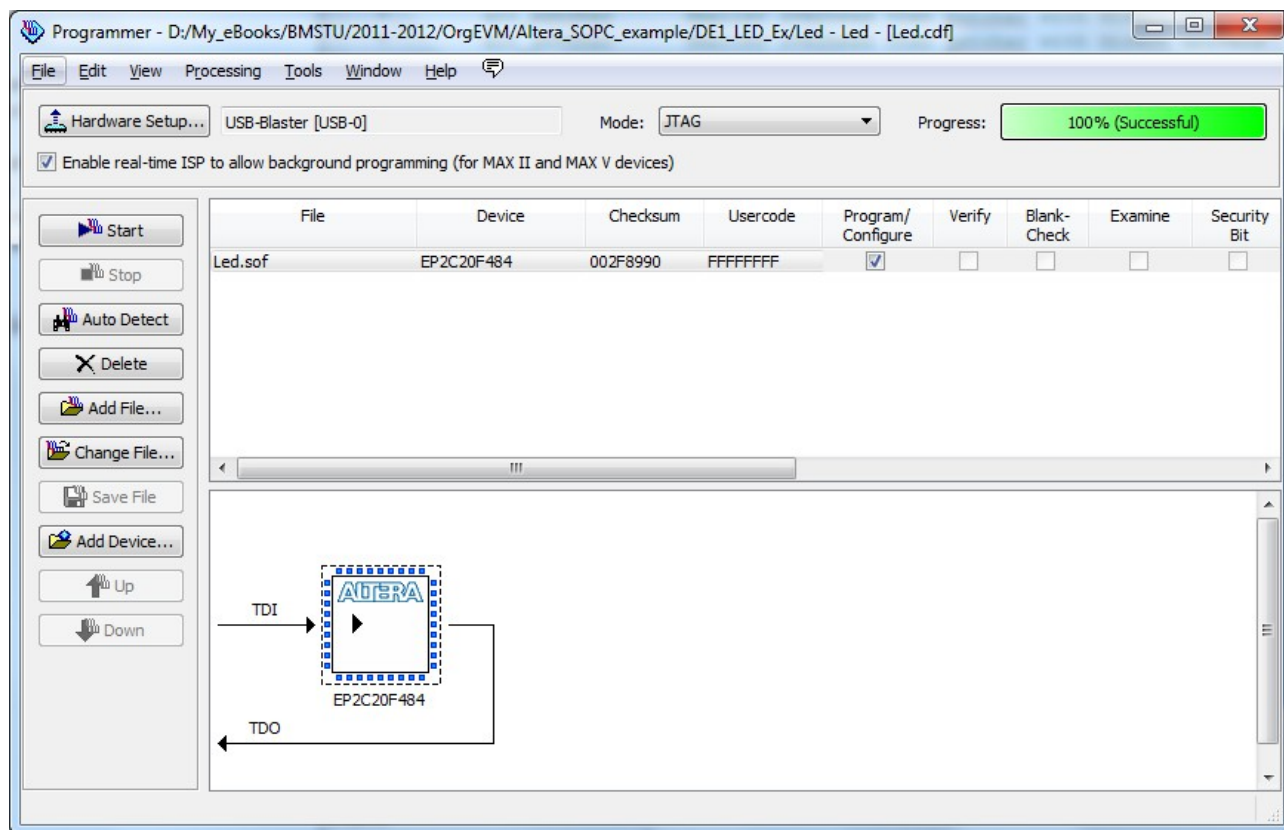 Programmer - D:/My_eBooks/BMSTU/2011-2012/OrgEVM/Altera_SOPC_example/DE1_LED_Ex/Led - Led - [Led.cdf]
File Edit View Processing Tools Window Help
Hardware Setup... USB-Blaster [USB-0] Mode: JTAG Progress: 100% (Successful)
Enable real-time ISP to allow background programming (for MAX II and MAX V devices)
Start
Stop
Auto Detect
Delete
Add File...
Change File...
Save File
Add Device...
Up
Down
File Device Checksum Usercode Program/ Verify Blank- Examine Security
Configure Check Bit
Led.sof EP2C20F484 002F8990 FFFFFFFF
ALTERA
TDI
EP2C20F484
TDO